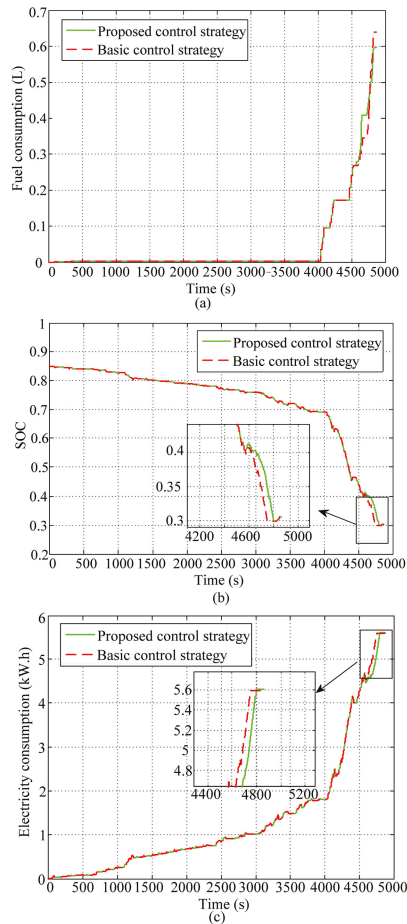 0.7
Proposed control strategy
0.6
Basic control strategy
0.5
0.4
0.3
0.2
0.1
0
Fuel consumption (L)
0 500 1000 1500 2000 2500 3000 3500 4000 4500 5000
Time (s)
(a)
1
0.9
Proposed control strategy
Basic control strategy
0.8
0.7
0.6
0.5
0.4
0.3
0.2
SOC
0.4
0.35
0.3
4200 4600 5000
0 500 1000 1500 2000 2500 3000 3500 4000 4500 5000
Time (s)
(b)
6
Proposed control strategy
Basic control strategy
5
4
3
2
1
0
Electricity consumption (kW.h)
5.6
5.4
5.2
5
4.8
4400 4800 5200
0 500 1000 1500 2000 2500 3000 3500 4000 4500 5000
Time (s)
(c)